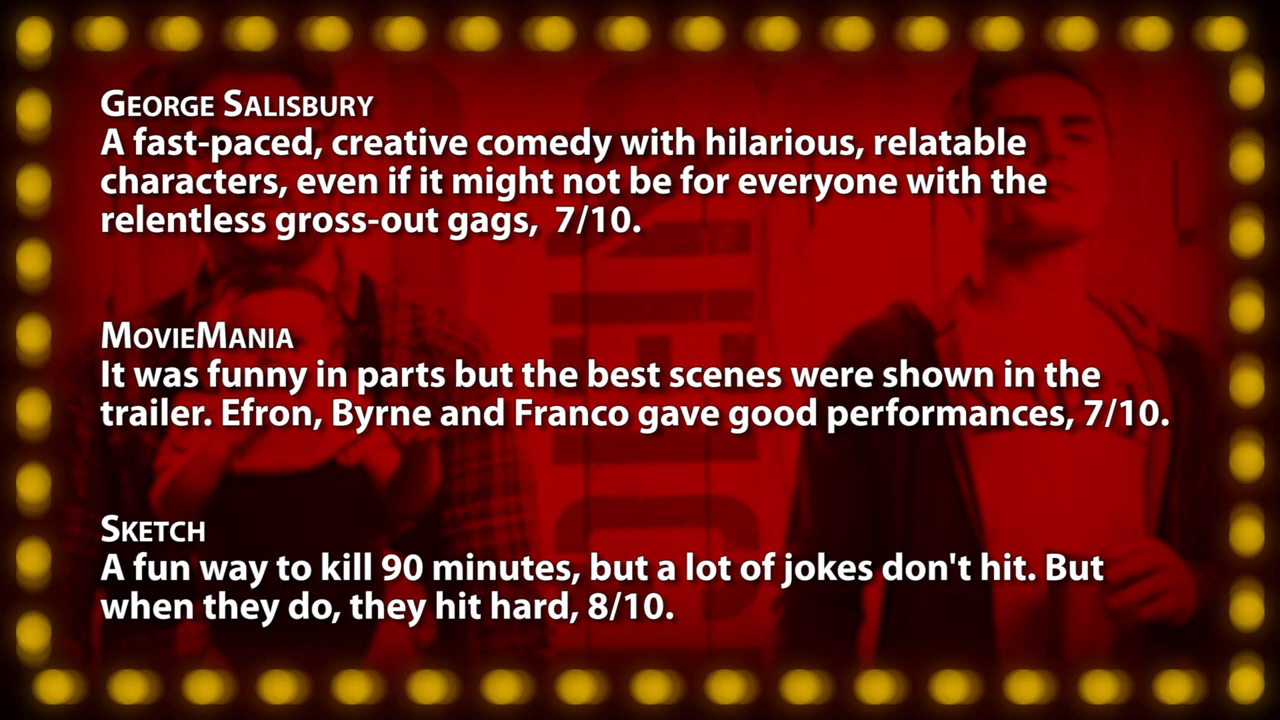 George Salisbury
A fast-paced, creative comedy with hilarious, relatable
characters, even if it might not be for everyone with the
relentless gross-out gags,  7/10.
MovieMania
It was funny in parts but the best scenes were shown in the
trailer. Efron, Byrne and Franco gave good performances, 7/10.
Sketch
A fun way to kill 90 minutes, but a lot of jokes don't hit. But
when they do, they hit hard, 8/10.